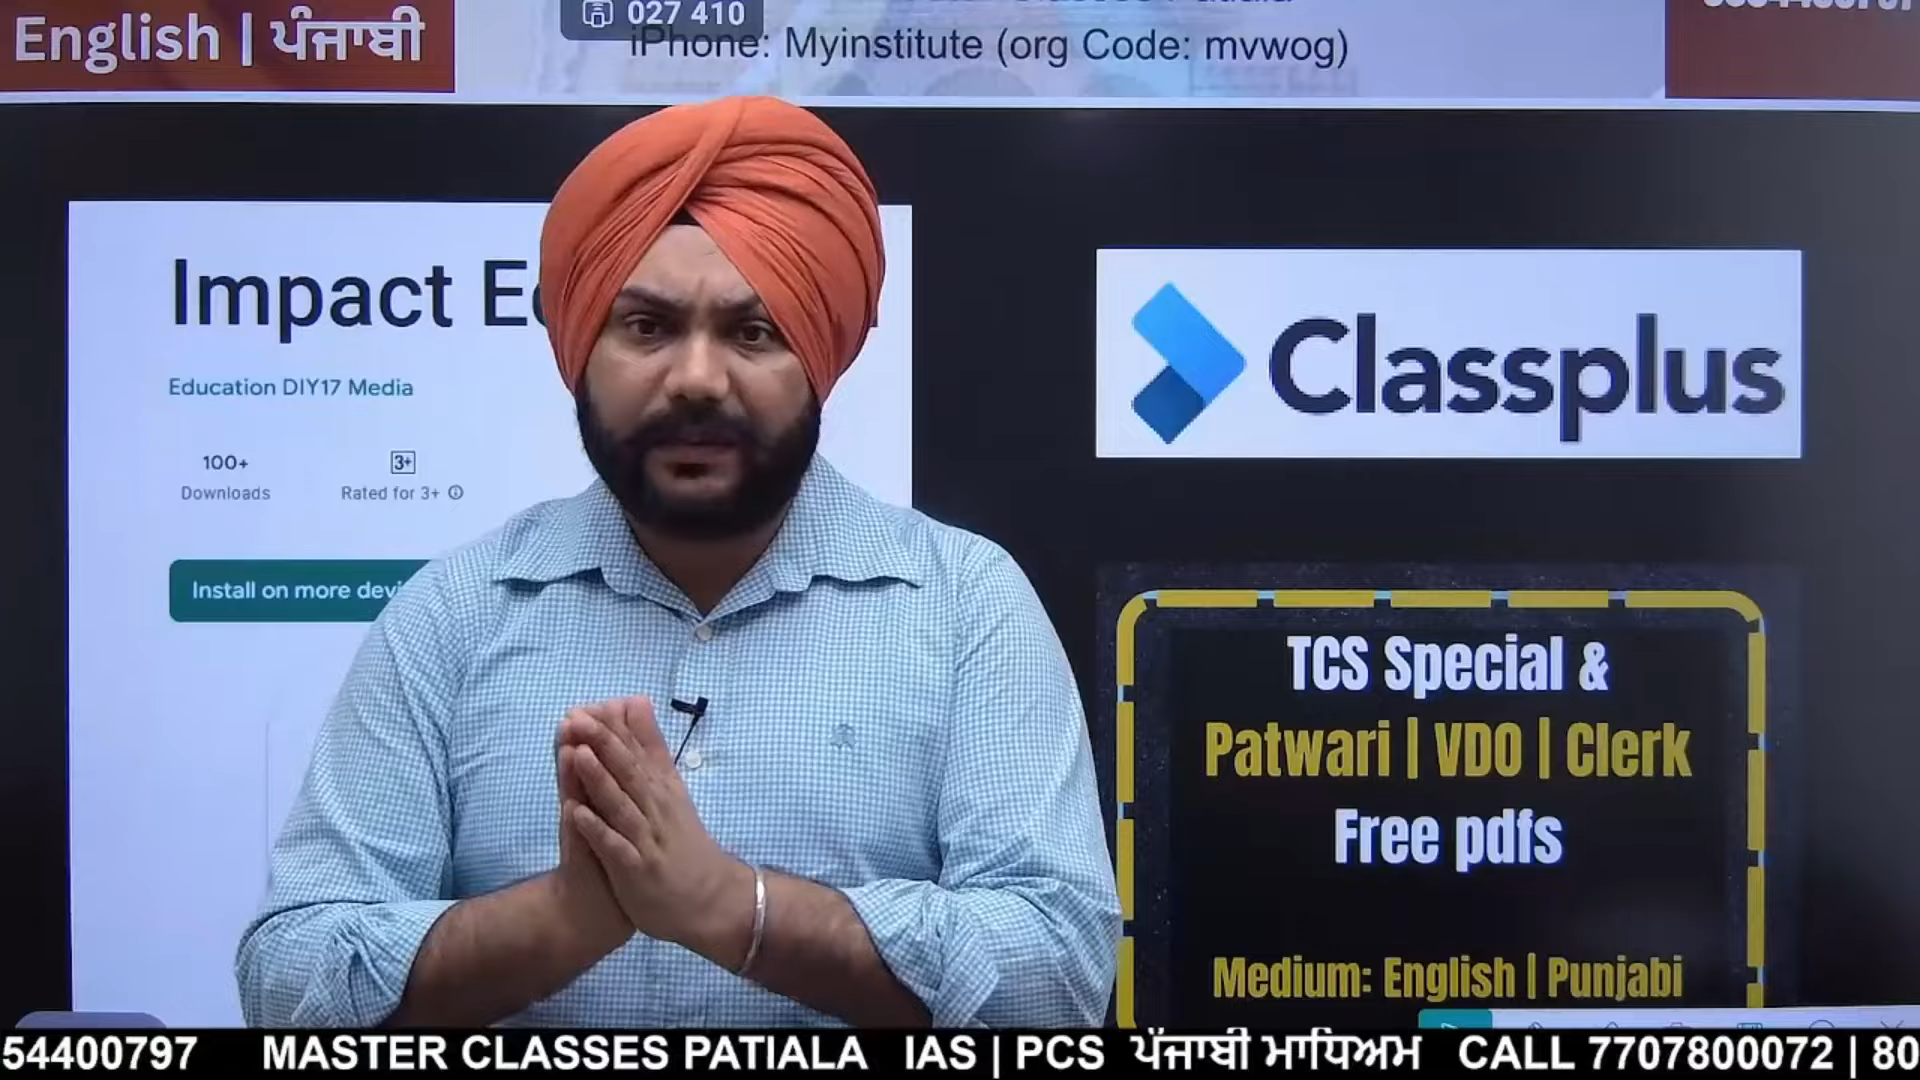 English | ਪੰਜਾਬੀ
027 410
iPhone: Myinstitute (org Code: mvwog)
Impact
Education DIY17 Media
100+
Downloads
3+
Rated for 3+
Install on more
Classplus
TCS Special &
Patwari | VDO | Clerk
Free pdfs
Medium: English | Punjabi
54400797 MASTER CLASSES PATIALA IAS | PCS ਪੰਜਾਬੀ ਮਾਧਿਅਮ CALL 7707800072 | 80